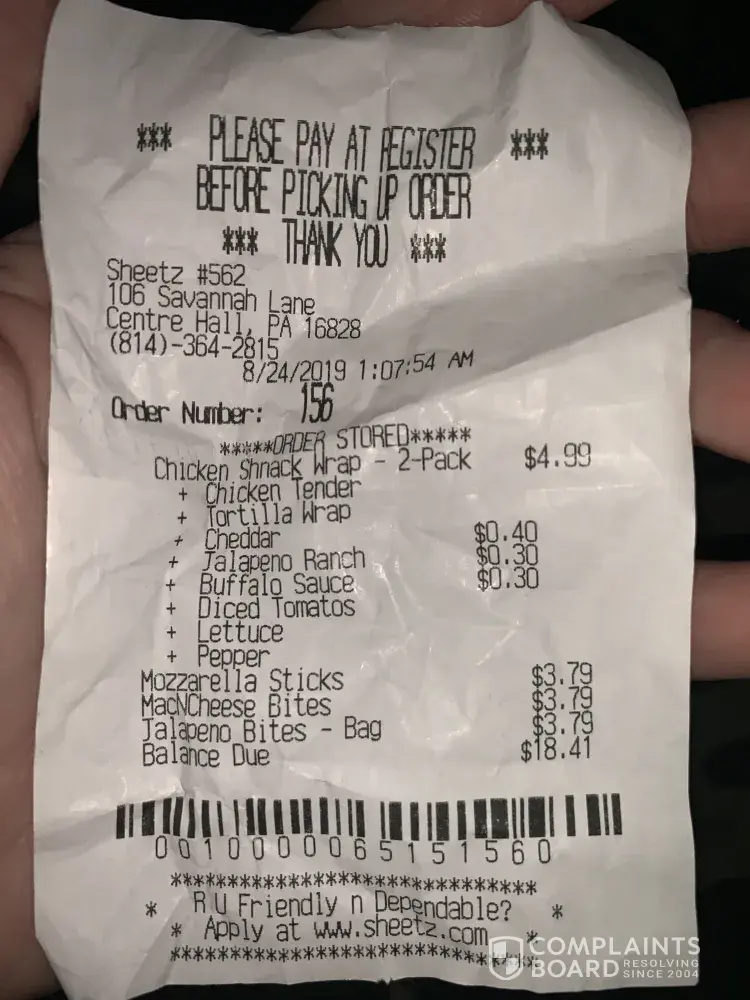 *** PLEASE PAY AT REGISTER ***
BEFORE PICKING UP ORDER
*** THANK YOU ***
Sheetz #562
106 Savannah Lane
Centre Hall, PA 16828
(814)-364-2815
8/24/2019 1:07:54 AM
Order Number: 156
*****ORDER STORED*****
Chicken Shnack Wrap - 2-Pack $4.99
+ Chicken Tender
+ Tortilla Wrap
+ Cheddar $0.40
+ Jalapeno Ranch $0.30
+ Buffalo Sauce $0.30
+ Diced Tomatos
+ Lettuce
+ Pepper
Mozzarella Sticks $3.79
MacNCheese Bites $3.79
Jalapeno Bites - Bag $3.79
Balance Due $18.41
0010000065151560
**********************************
* R U Friendly n Dependable? *
* Apply at www.sheetz.com *
**********************************
COMPLAINTS
BOARD RESOLVING
SINCE 2004